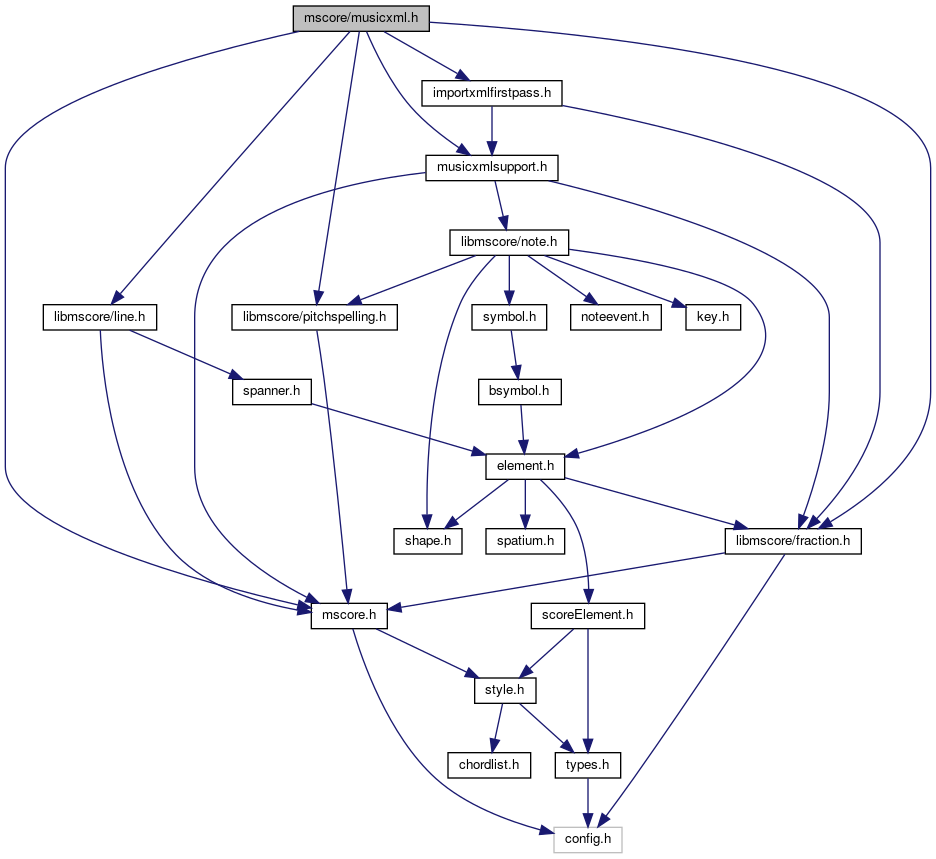 mscore/musicxml.h
importxmlfirstpass.h
musicxmlsupport.h
libmscore/note.h
libmscore/line.h
libmscore/pitchspelling.h
symbol.h
noteevent.h
key.h
spanner.h
bsymbol.h
element.h
shape.h
spatium.h
libmscore/fraction.h
mscore.h
scoreElement.h
style.h
chordlist.h
types.h
config.h